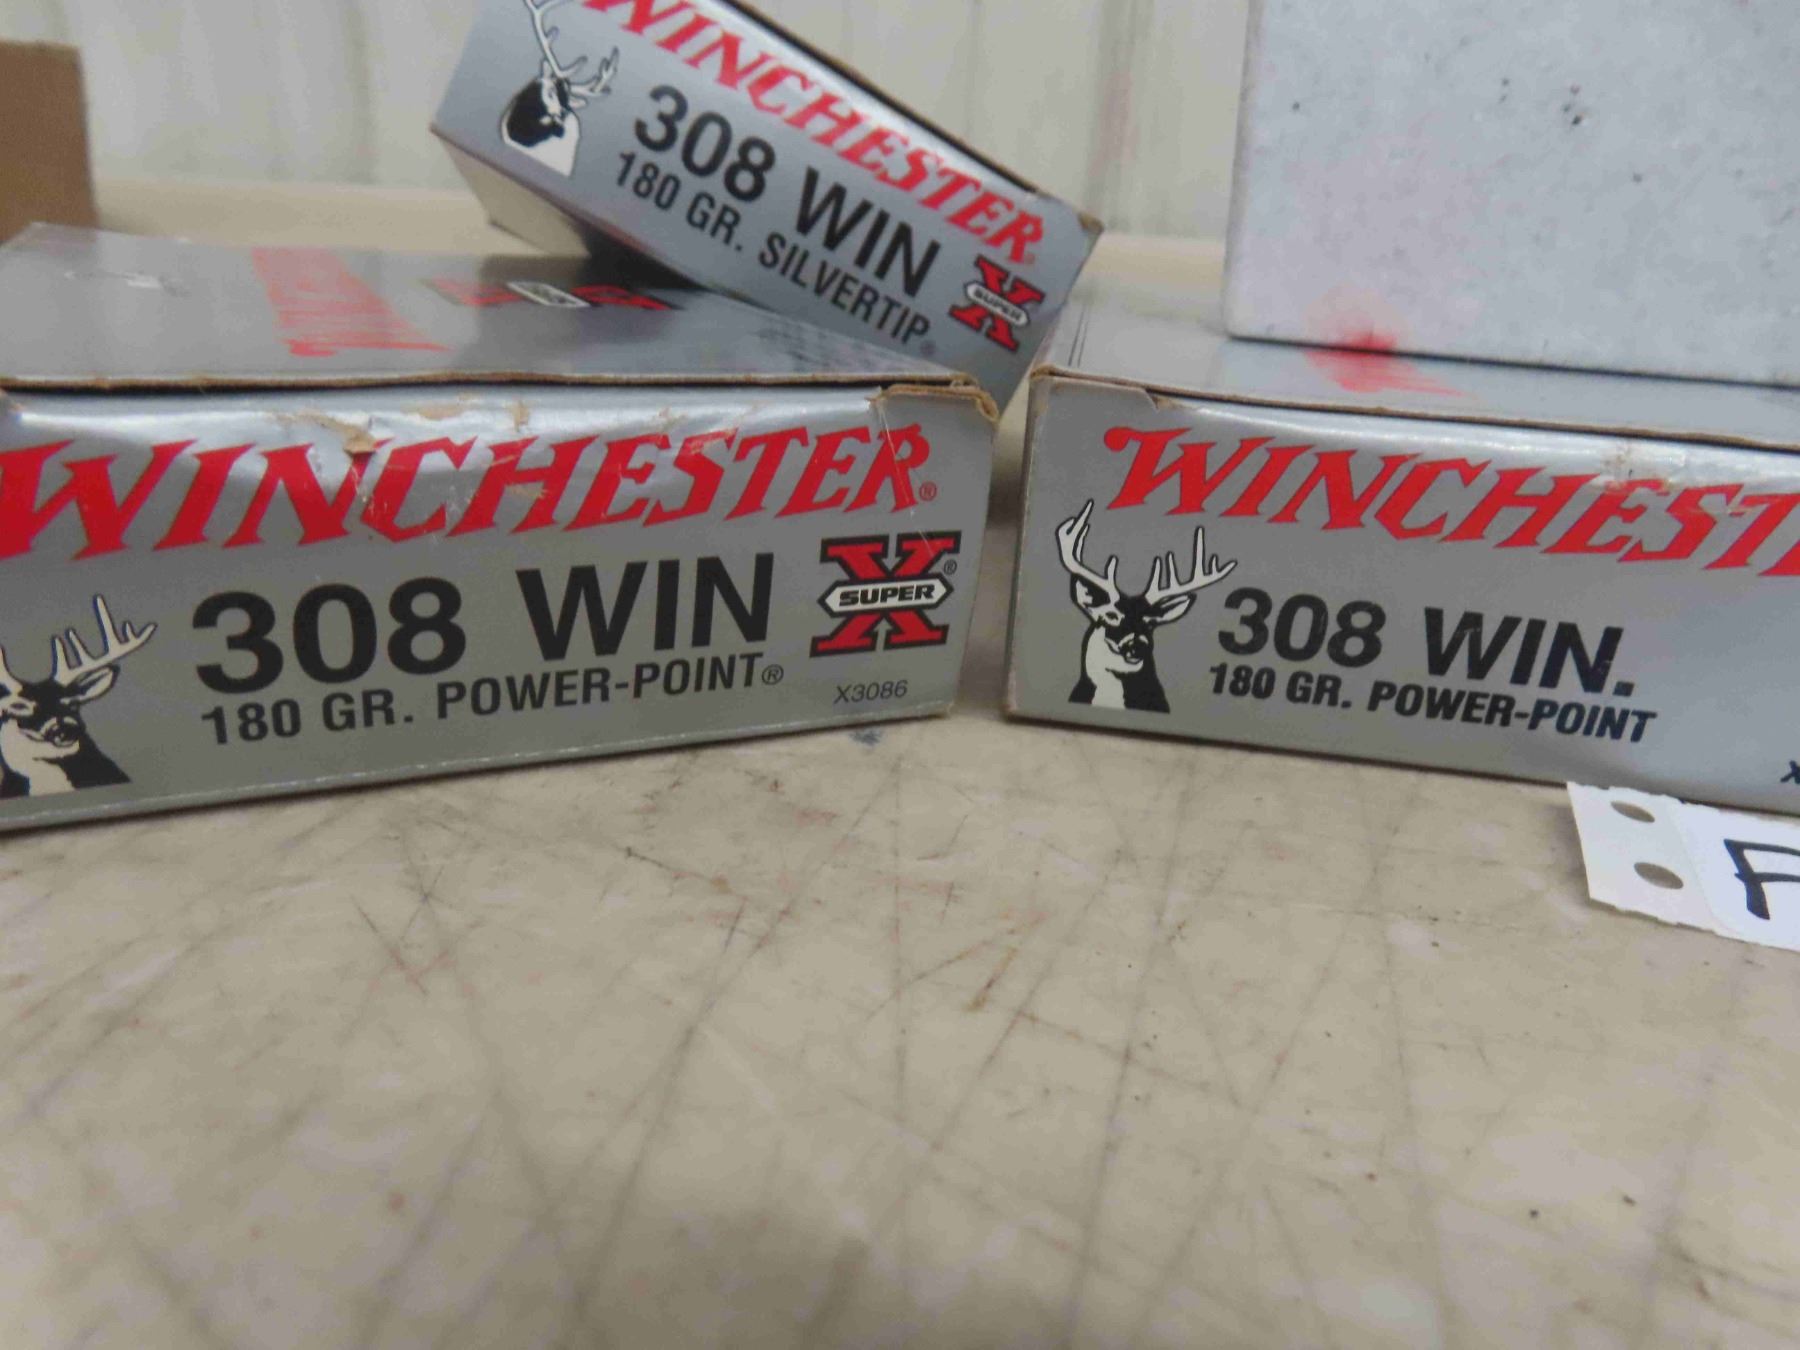 WINCHESTER
308 WIN
180 GR. SILVERTIP®
X SUPER
WINCHESTER®
308 WIN
180 GR. POWER-POINT®
X SUPER®
X3086
WINCHEST
308 WIN.
180 GR. POWER-POINT
X
F